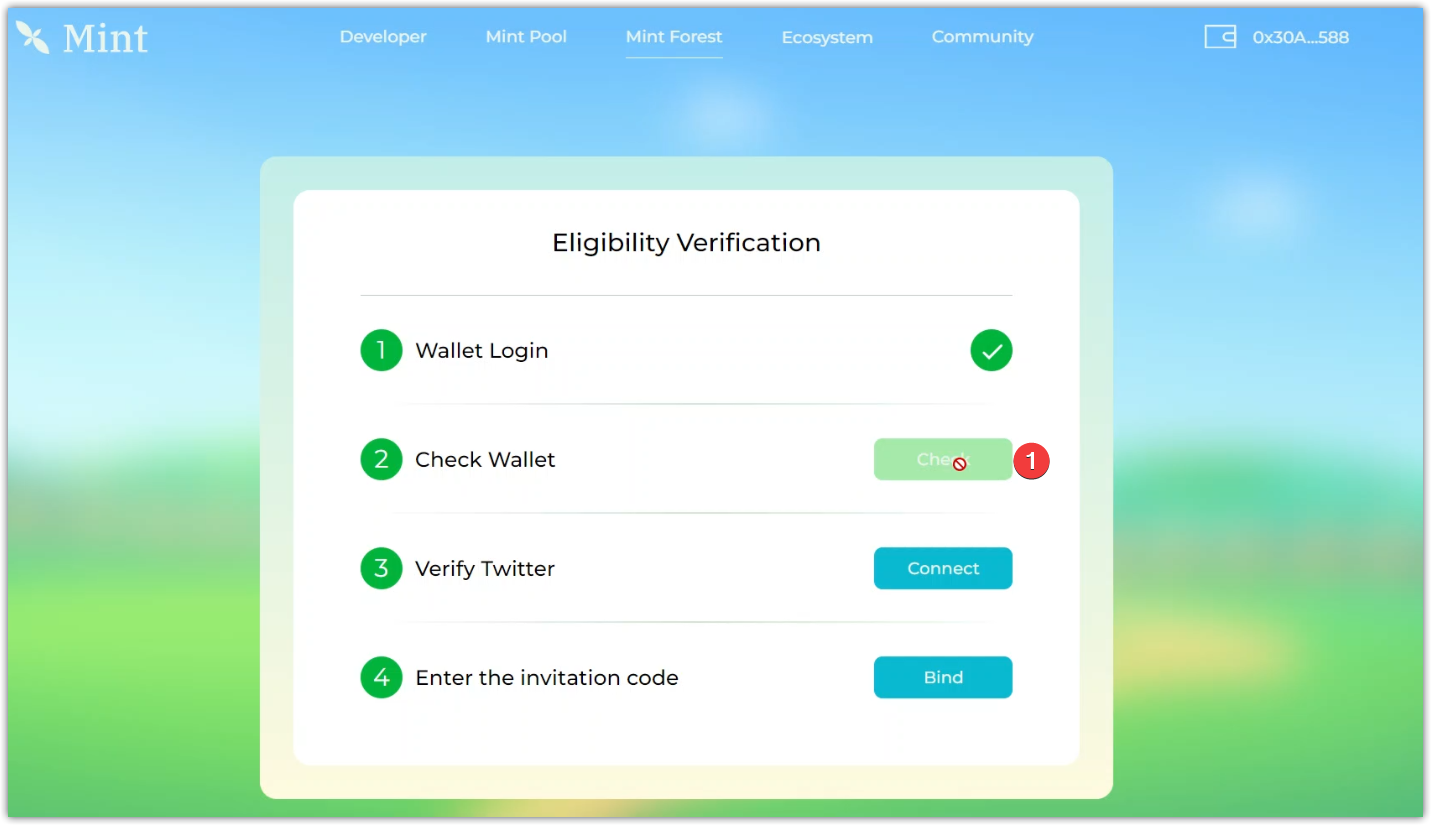 Mint
Developer
Mint Pool
Mint Forest
Ecosystem
Community
0x30A...588
Eligibility Verification
1 Wallet Login
2 Check Wallet
Check
1
3 Verify Twitter
Connect
4 Enter the invitation code
Bind